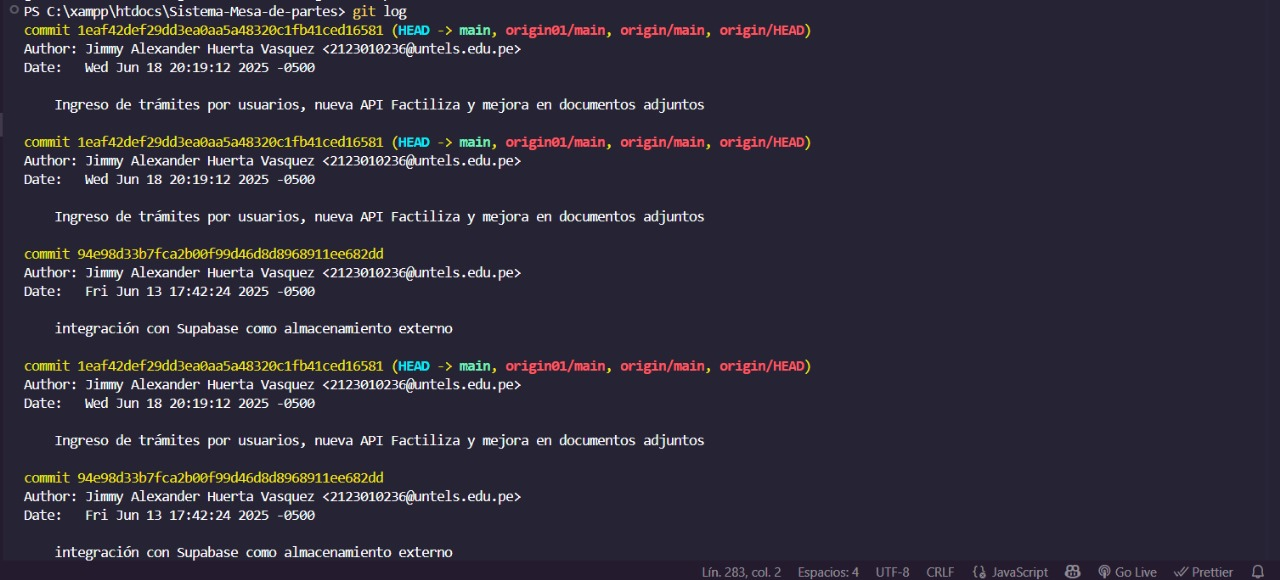 PS C:\xampp\htdocs\Sistema-Mesa-de-partes> git log
commit 1eaf42def29dd3ea0aa5a48320c1fb41ced16581 (HEAD -> main, origin01/main, origin/main, origin/HEAD)
Author: Jimmy Alexander Huerta Vasquez <2123010236@untels.edu.pe>
Date:   Wed Jun 18 20:19:12 2025 -0500
    Ingreso de trámites por usuarios, nueva API Factiliza y mejora en documentos adjuntos
commit 1eaf42def29dd3ea0aa5a48320c1fb41ced16581 (HEAD -> main, origin01/main, origin/main, origin/HEAD)
Author: Jimmy Alexander Huerta Vasquez <2123010236@untels.edu.pe>
Date:   Wed Jun 18 20:19:12 2025 -0500
    Ingreso de trámites por usuarios, nueva API Factiliza y mejora en documentos adjuntos
commit 94e98d33b7fca2b00f99d46d8d8968911ee682dd
Author: Jimmy Alexander Huerta Vasquez <2123010236@untels.edu.pe>
Date:   Fri Jun 13 17:42:24 2025 -0500
    integración con Supabase como almacenamiento externo
commit 1eaf42def29dd3ea0aa5a48320c1fb41ced16581 (HEAD -> main, origin01/main, origin/main, origin/HEAD)
Author: Jimmy Alexander Huerta Vasquez <2123010236@untels.edu.pe>
Date:   Wed Jun 18 20:19:12 2025 -0500
    Ingreso de trámites por usuarios, nueva API Factiliza y mejora en documentos adjuntos
commit 94e98d33b7fca2b00f99d46d8d8968911ee682dd
Author: Jimmy Alexander Huerta Vasquez <2123010236@untels.edu.pe>
Date:   Fri Jun 13 17:42:24 2025 -0500
    integración con Supabase como almacenamiento externo
Lín. 283, col. 2 Espacios: 4 UTF-8 CRLF {} JavaScript Go Live Prettier